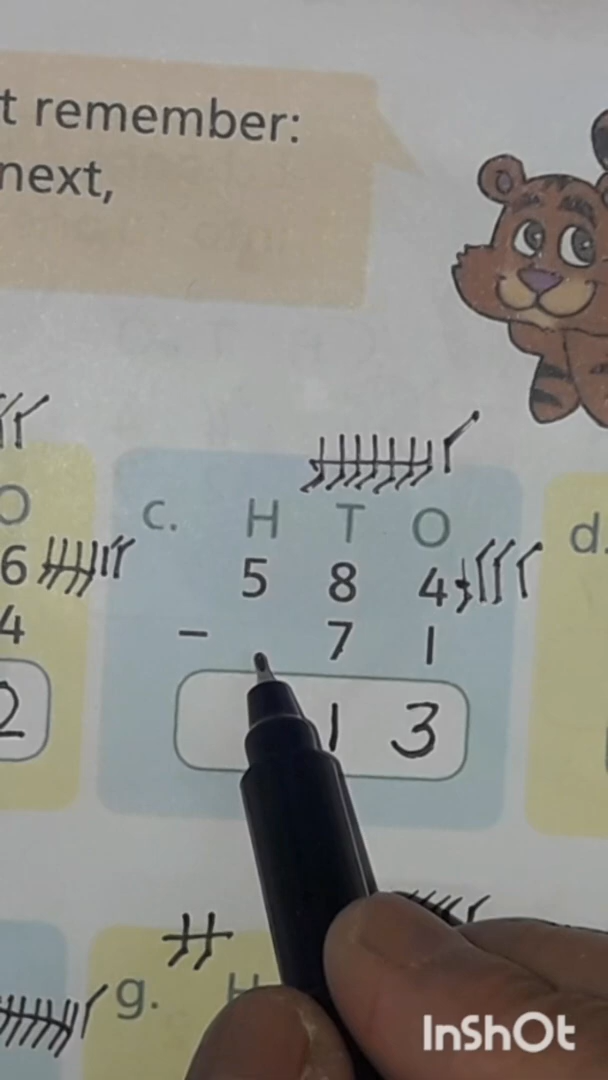 t remember:
next,
O
6
4
2
c. H T O
5 8 4
- 7 1
1 3
d.
g. H
InShOt